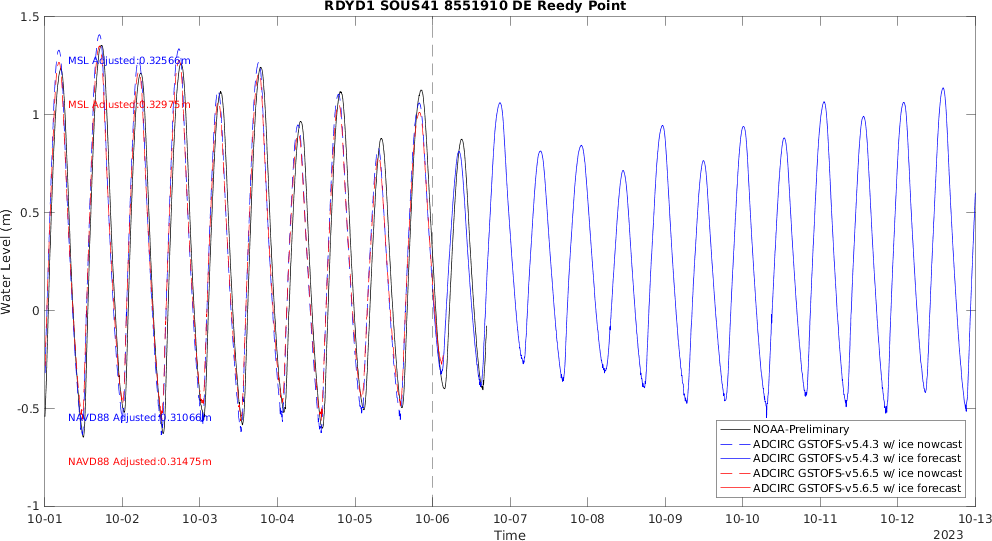 RDYD1 SOUS41 8551910 DE Reedy Point
1.5
1
0.5
0
-0.5
-1
Water Level (m)
MSL Adjusted:0.32566m
MSL Adjusted:0.32975m
NAVD88 Adjusted:0.31066m
NAVD88 Adjusted:0.31475m
NOAA-Preliminary
ADCIRC GSTOFS-v5.4.3 w/ ice nowcast
ADCIRC GSTOFS-v5.4.3 w/ ice forecast
ADCIRC GSTOFS-v5.6.5 w/ ice nowcast
ADCIRC GSTOFS-v5.6.5 w/ ice forecast
10-01 10-02 10-03 10-04 10-05 10-06 10-07 10-08 10-09 10-10 10-11 10-12 10-13
Time
2023